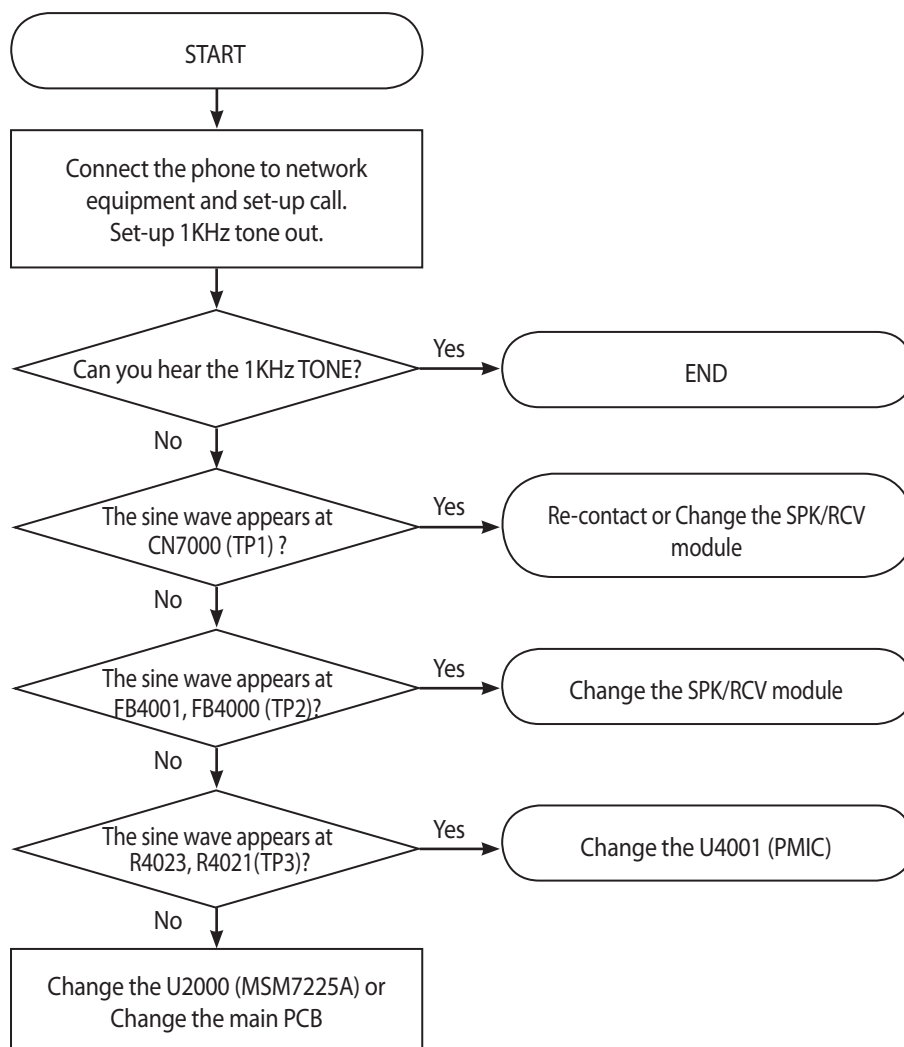 START
Connect the phone to network
equipment and set-up call.
Set-up 1KHz tone out.
Can you hear the 1KHz TONE?
Yes
END
No
The sine wave appears at
CN7000 (TP1) ?
Yes
Re-contact or Change the SPK/RCV
module
No
The sine wave appears at
FB4001, FB4000 (TP2)?
Yes
Change the SPK/RCV module
No
The sine wave appears at
R4023, R4021(TP3)?
Yes
Change the U4001 (PMIC)
No
Change the U2000 (MSM7225A) or
Change the main PCB